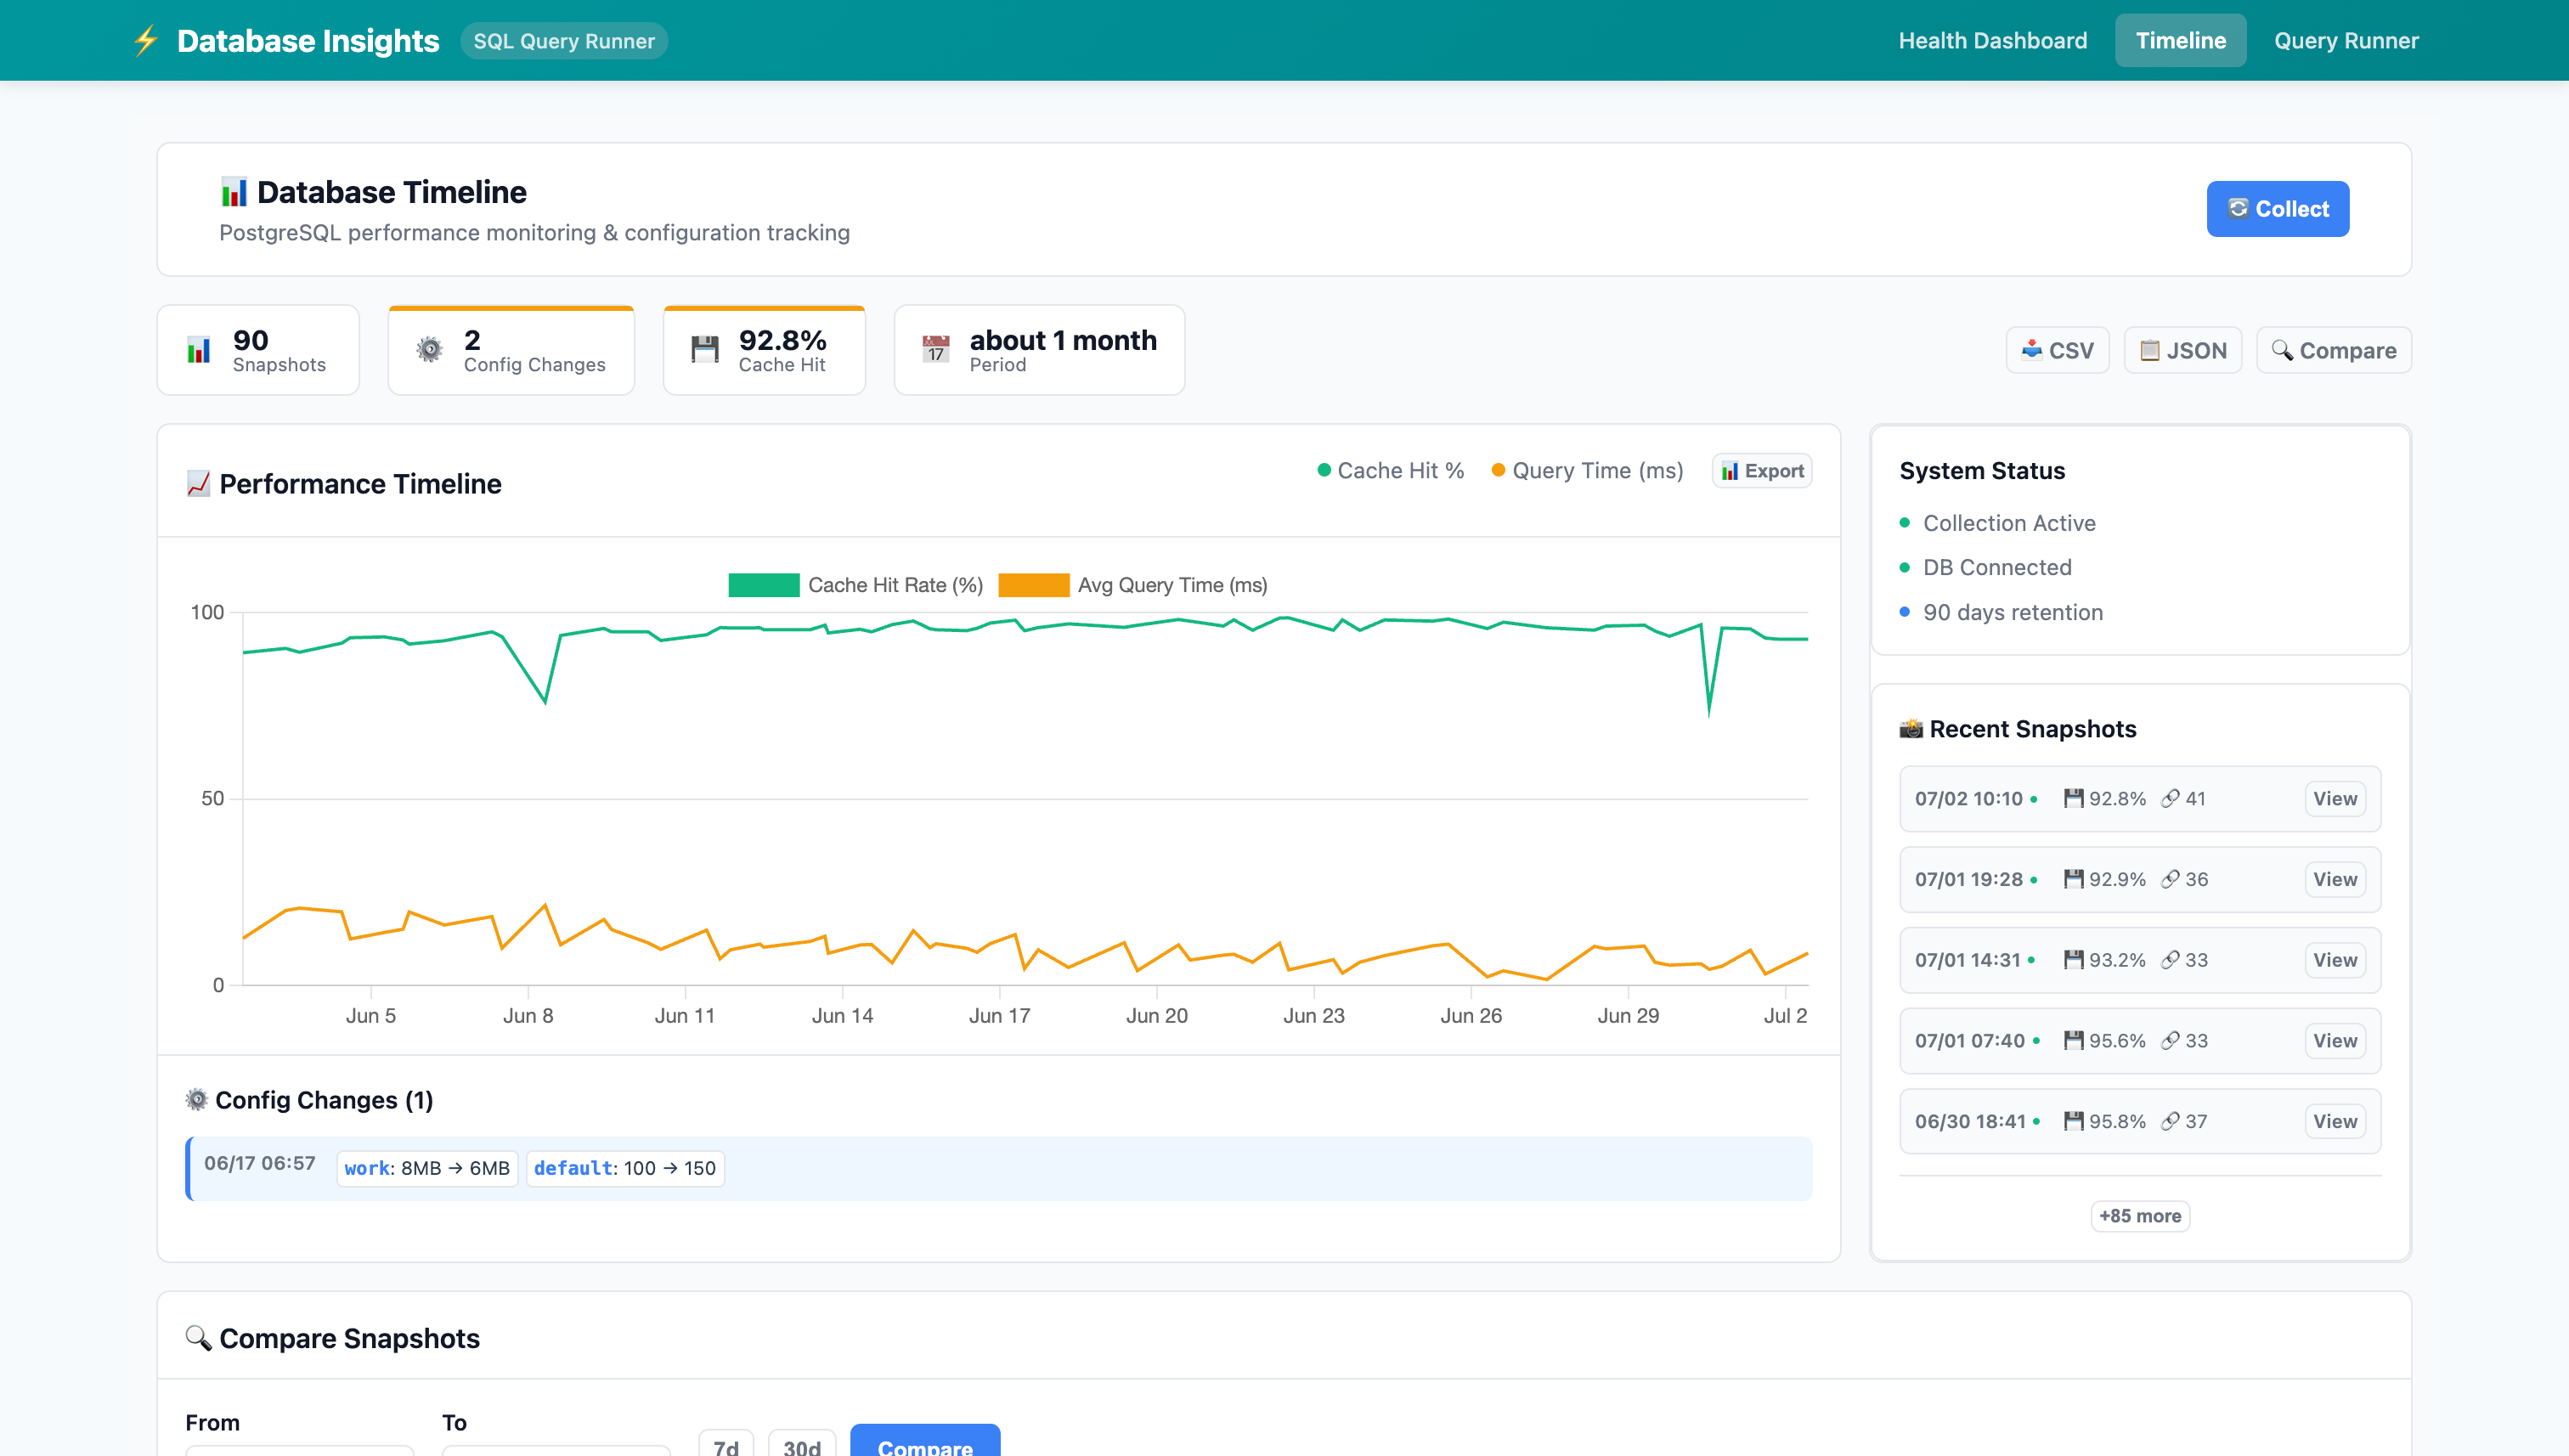 Database Insights SQL Query Runner Health Dashboard Timeline Query Runner
Database Timeline
PostgreSQL performance monitoring & configuration tracking
Collect
90
Snapshots
2
Config Changes
92.8%
Cache Hit
17
about 1 month
Period
CSV
JSON
Compare
Performance Timeline
Cache Hit % Query Time (ms) Export
Cache Hit Rate (%) Avg Query Time (ms)
100
50
0
Jun 5 Jun 8 Jun 11 Jun 14 Jun 17 Jun 20 Jun 23 Jun 26 Jun 29 Jul 2
Config Changes (1)
06/17 06:57 work: 8MB → 6MB default: 100 → 150
System Status
Collection Active
DB Connected
90 days retention
Recent Snapshots
07/02 10:10 92.8% 41 View
07/01 19:28 92.9% 36 View
07/01 14:31 93.2% 33 View
07/01 07:40 95.6% 33 View
06/30 18:41 95.8% 37 View
+85 more
Compare Snapshots
From To
7d 30d Compare